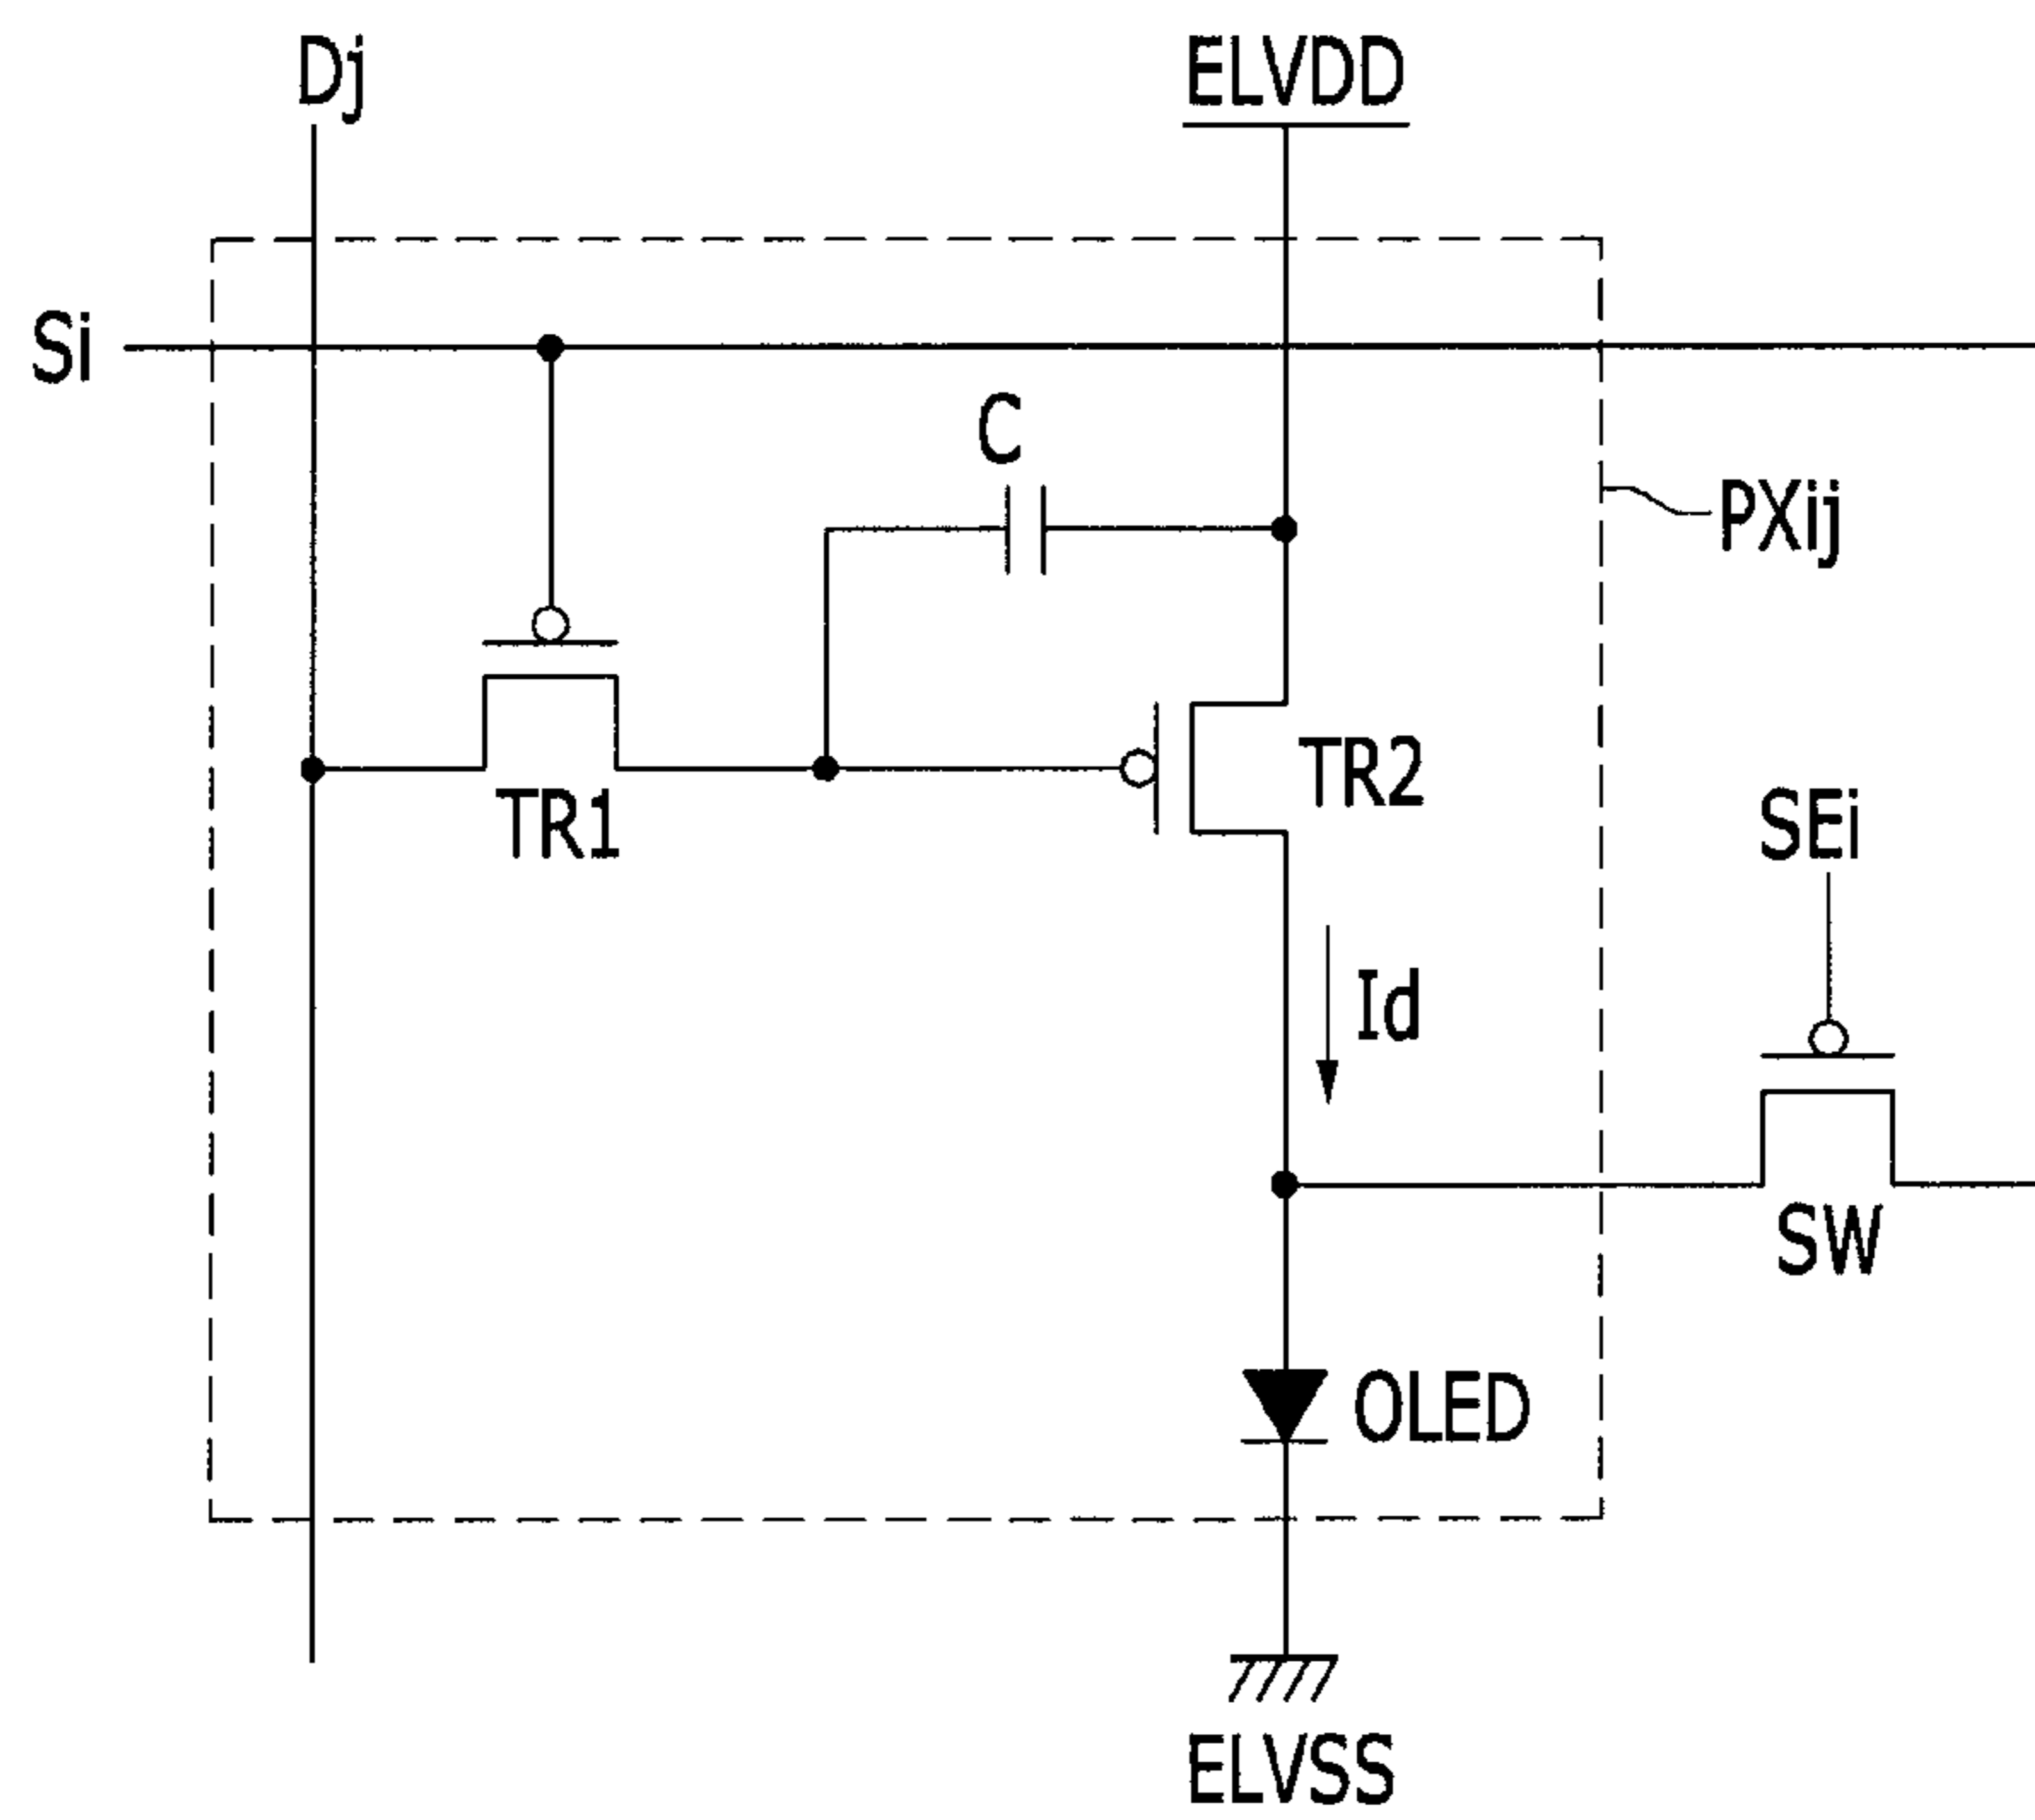 Dj
ELVDD
Si
C
PXij
TR2
TR1
SEi
Id
SW
OLED
ELVSS